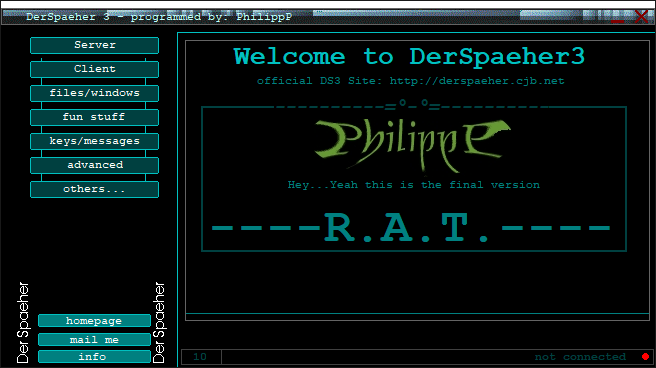 DerSpaeher 3 - programmed by: PhilippP
Server
Client
files/windows
fun stuff
keys/messages
advanced
others...
DerSpaeher
DerSpaeher
homepage
mail me
info
Welcome to DerSpaeher3
official DS3 Site: http://derspaeher.cjb.net
-----------=°-°=-----------
PhilippP
Hey...Yeah this is the final version
----R.A.T.----
10
not connected